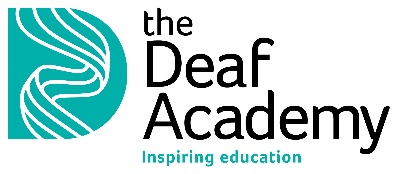 the
Deaf
Academy
Inspiring education